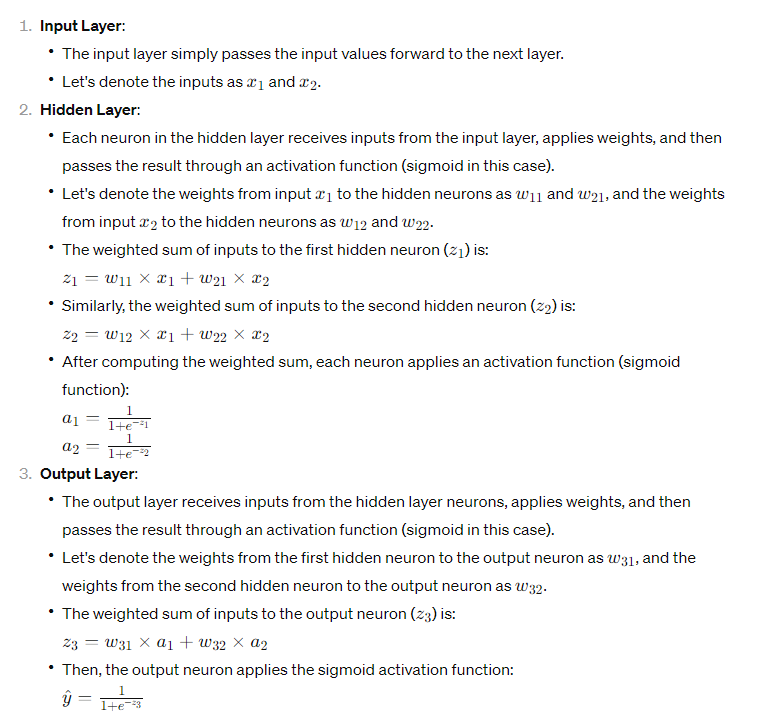 1. Input Layer:
• The input layer simply passes the input values forward to the next layer.
• Let's denote the inputs as x₁ and x₂.
2. Hidden Layer:
• Each neuron in the hidden layer receives inputs from the input layer, applies weights, and then
passes the result through an activation function (sigmoid in this case).
• Let's denote the weights from input x₁ to the hidden neurons as w₁₁ and w₂₁, and the weights
from input x₂ to the hidden neurons as w₁₂ and w₂₂.
• The weighted sum of inputs to the first hidden neuron (z₁) is:
z₁ = w₁₁ × x₁ + w₂₁ × x₂
• Similarly, the weighted sum of inputs to the second hidden neuron (z₂) is:
z₂ = w₁₂ × x₁ + w₂₂ × x₂
• After computing the weighted sum, each neuron applies an activation function (sigmoid
function):
a₁ = 1/(1+e^(−z₁))
a₂ = 1/(1+e^(−z₂))
3. Output Layer:
• The output layer receives inputs from the hidden layer neurons, applies weights, and then
passes the result through an activation function (sigmoid in this case).
• Let's denote the weights from the first hidden neuron to the output neuron as w₃₁, and the
weights from the second hidden neuron to the output neuron as w₃₂.
• The weighted sum of inputs to the output neuron (z₃) is:
z₃ = w₃₁ × a₁ + w₃₂ × a₂
• Then, the output neuron applies the sigmoid activation function:
ŷ = 1/(1+e^(−z₃))